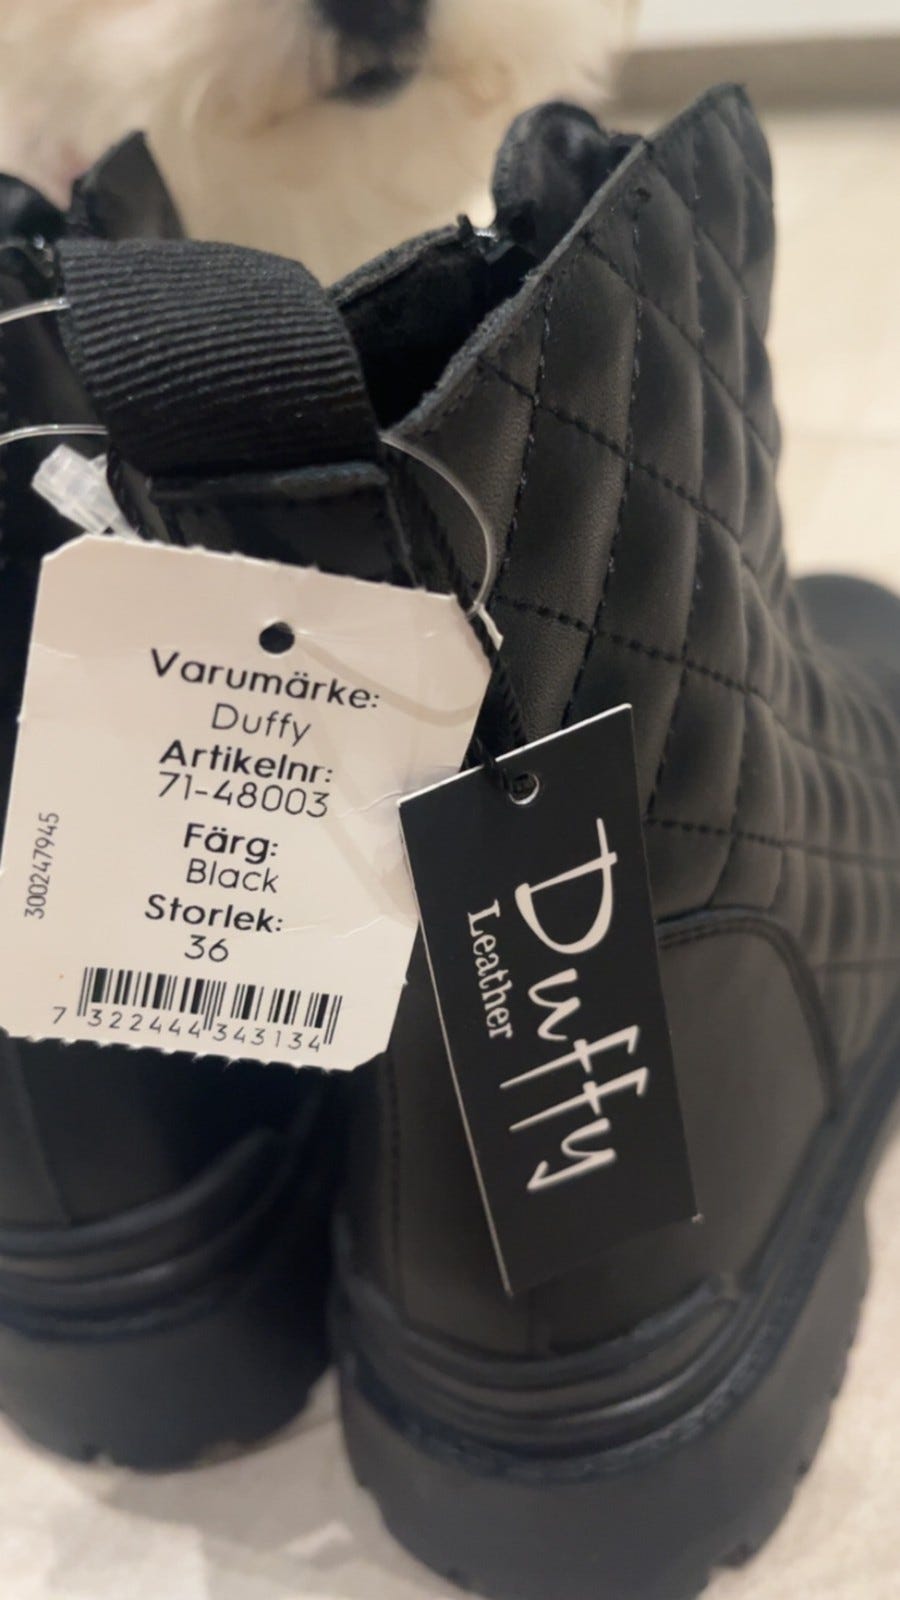 Varumärke:
Duffy
Artikelnr:
71-48003
Färg:
Black
Storlek:
36
7 322444 343134
300247945
Duffy
Leather